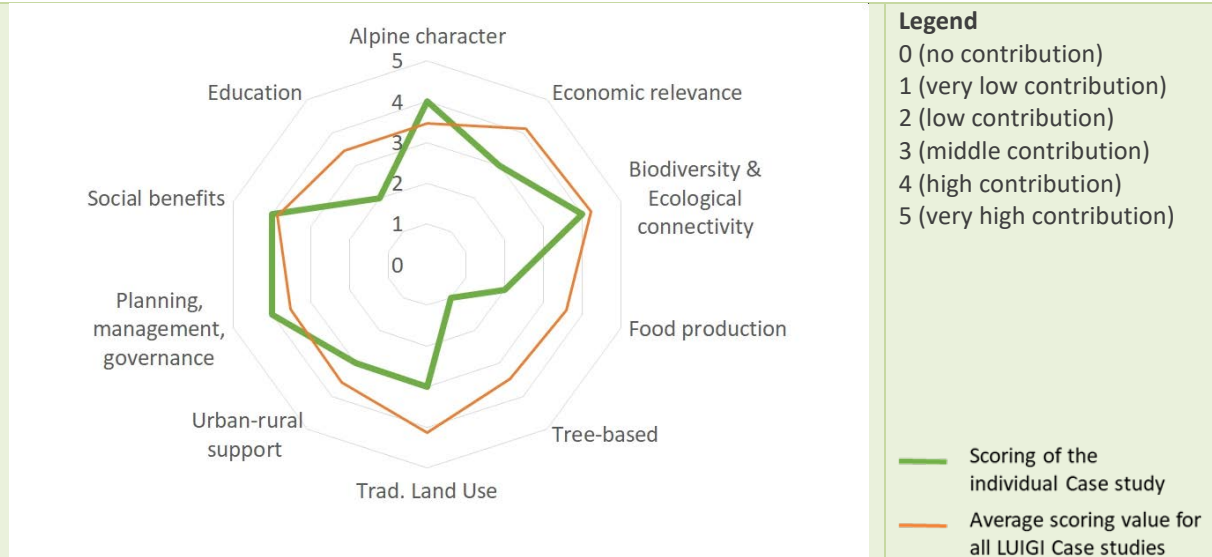 Alpine character
5
4
3
2
1
0
Economic relevance
Biodiversity &
Ecological
connectivity
Food production
Tree-based
Trad. Land Use
Urban-rural
support
Planning,
management,
governance
Social benefits
Education
Legend
0 (no contribution)
1 (very low contribution)
2 (low contribution)
3 (middle contribution)
4 (high contribution)
5 (very high contribution)
Scoring of the
individual Case study
Average scoring value for
all LUIGI Case studies